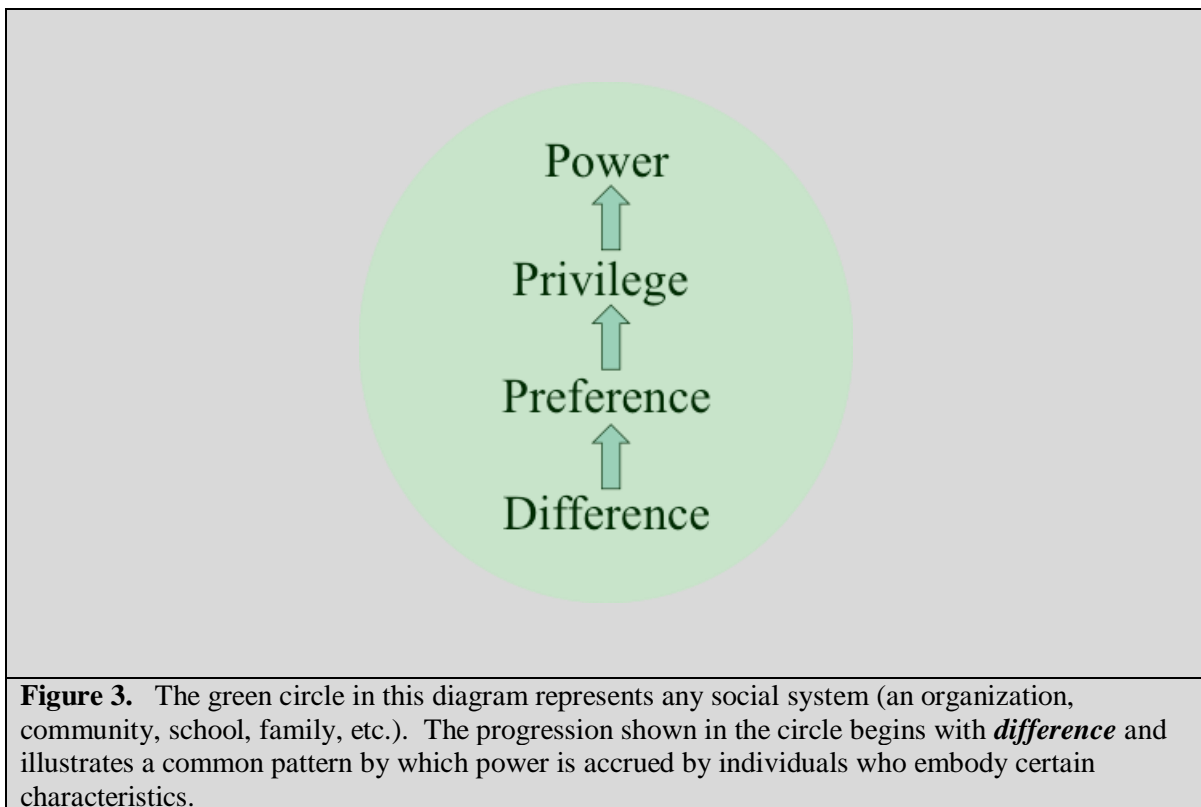 Power
Privilege
Preference
Difference
Figure 3.   The green circle in this diagram represents any social system (an organization,
community, school, family, etc.).  The progression shown in the circle begins with difference and
illustrates a common pattern by which power is accrued by individuals who embody certain
characteristics.